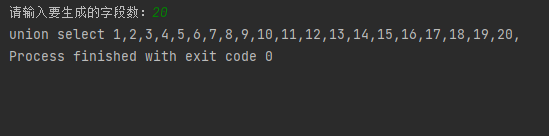 请输入要生成的字段数：20
union select 1,2,3,4,5,6,7,8,9,10,11,12,13,14,15,16,17,18,19,20,
Process finished with exit code 0